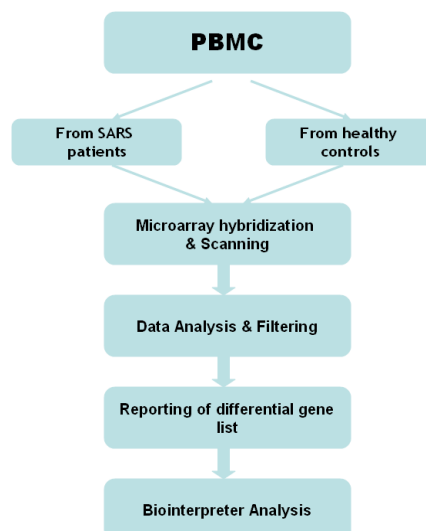 PBMC
From SARS
patients
From healthy
controls
Microarray hybridization
& Scanning
Data Analysis & Filtering
Reporting of differential gene
list
Biointerpreter Analysis